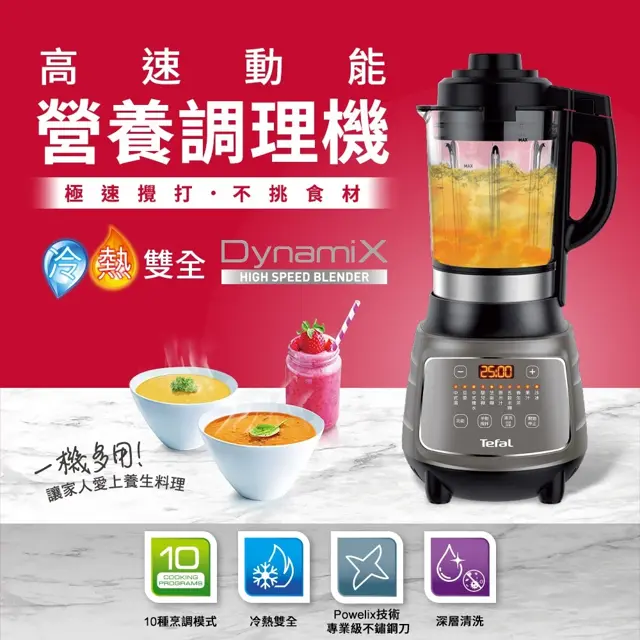 高速動能
營養調理機
極速攪打・不挑食材
冷熱雙全
DynamiX
HIGH SPEED BLENDER
MAX
MAX
25:00
Tefal
一機多用!
讓家人愛上養生料理
10
COOKING
PROGRAMS
10種烹調模式
冷熱雙全
Powelix技術
專業級不鏽鋼刀
深層清洗